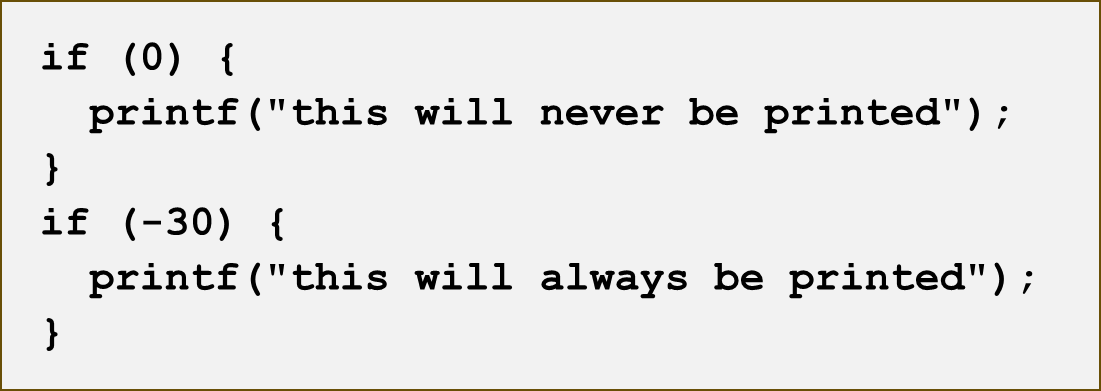 if (0) {
  printf("this will never be printed");
}
if (-30) {
  printf("this will always be printed");
}